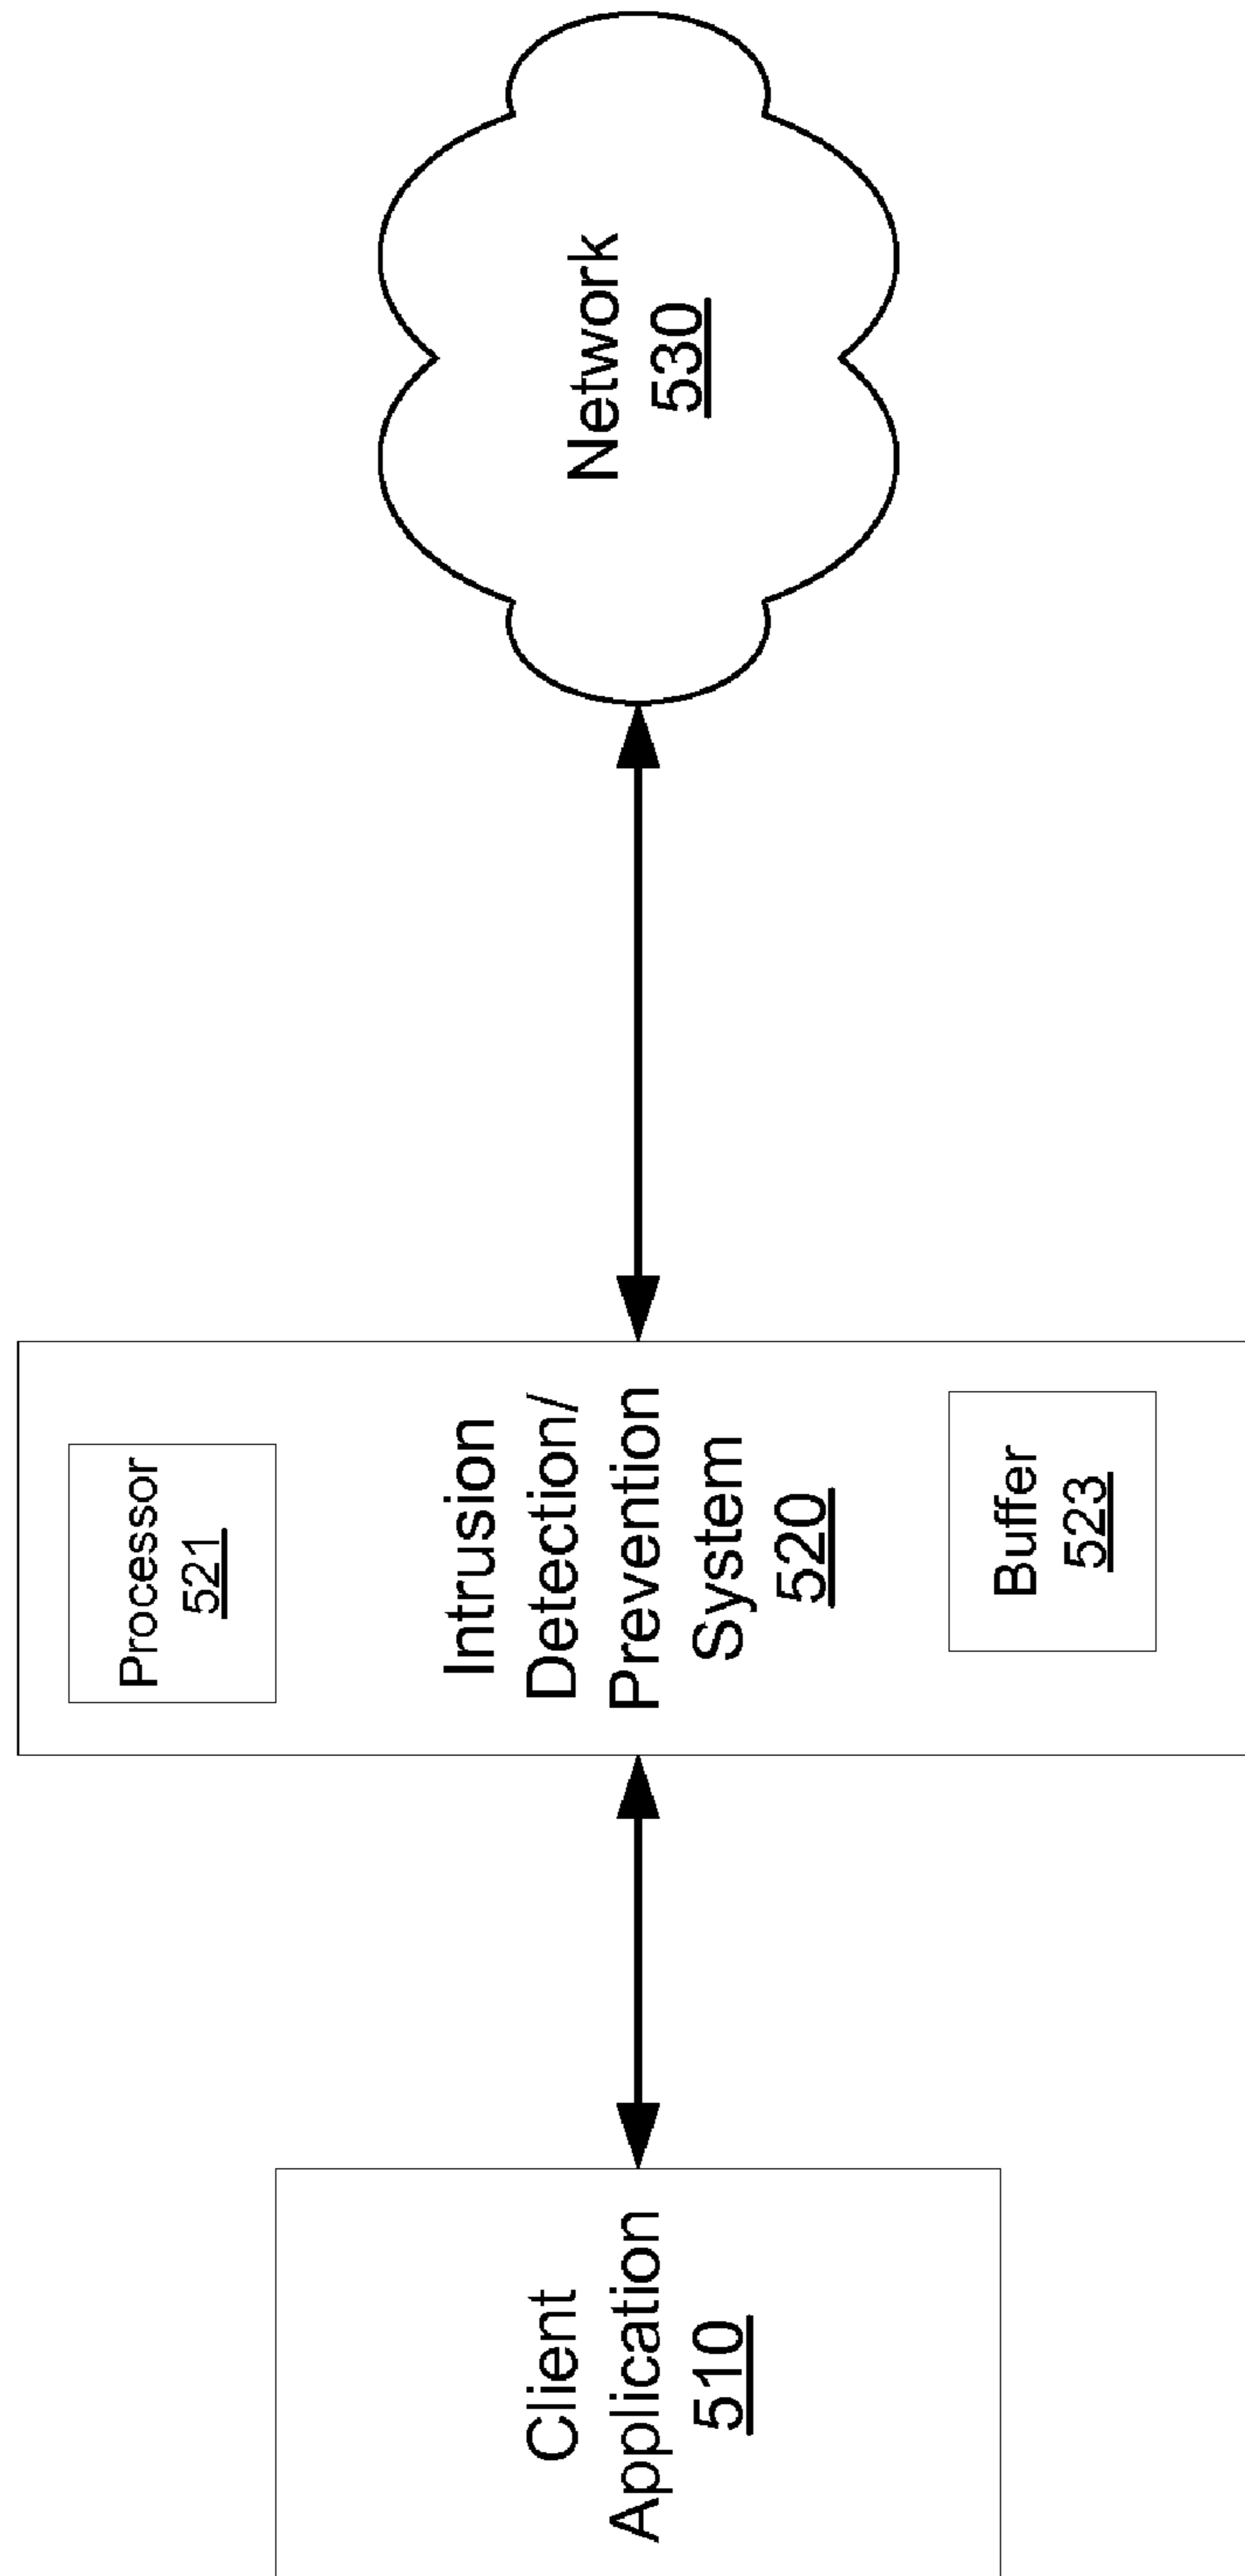 Client
Application
510
Processor
521
Intrusion
Detection/
Prevention
System
520
Buffer
523
Network
530